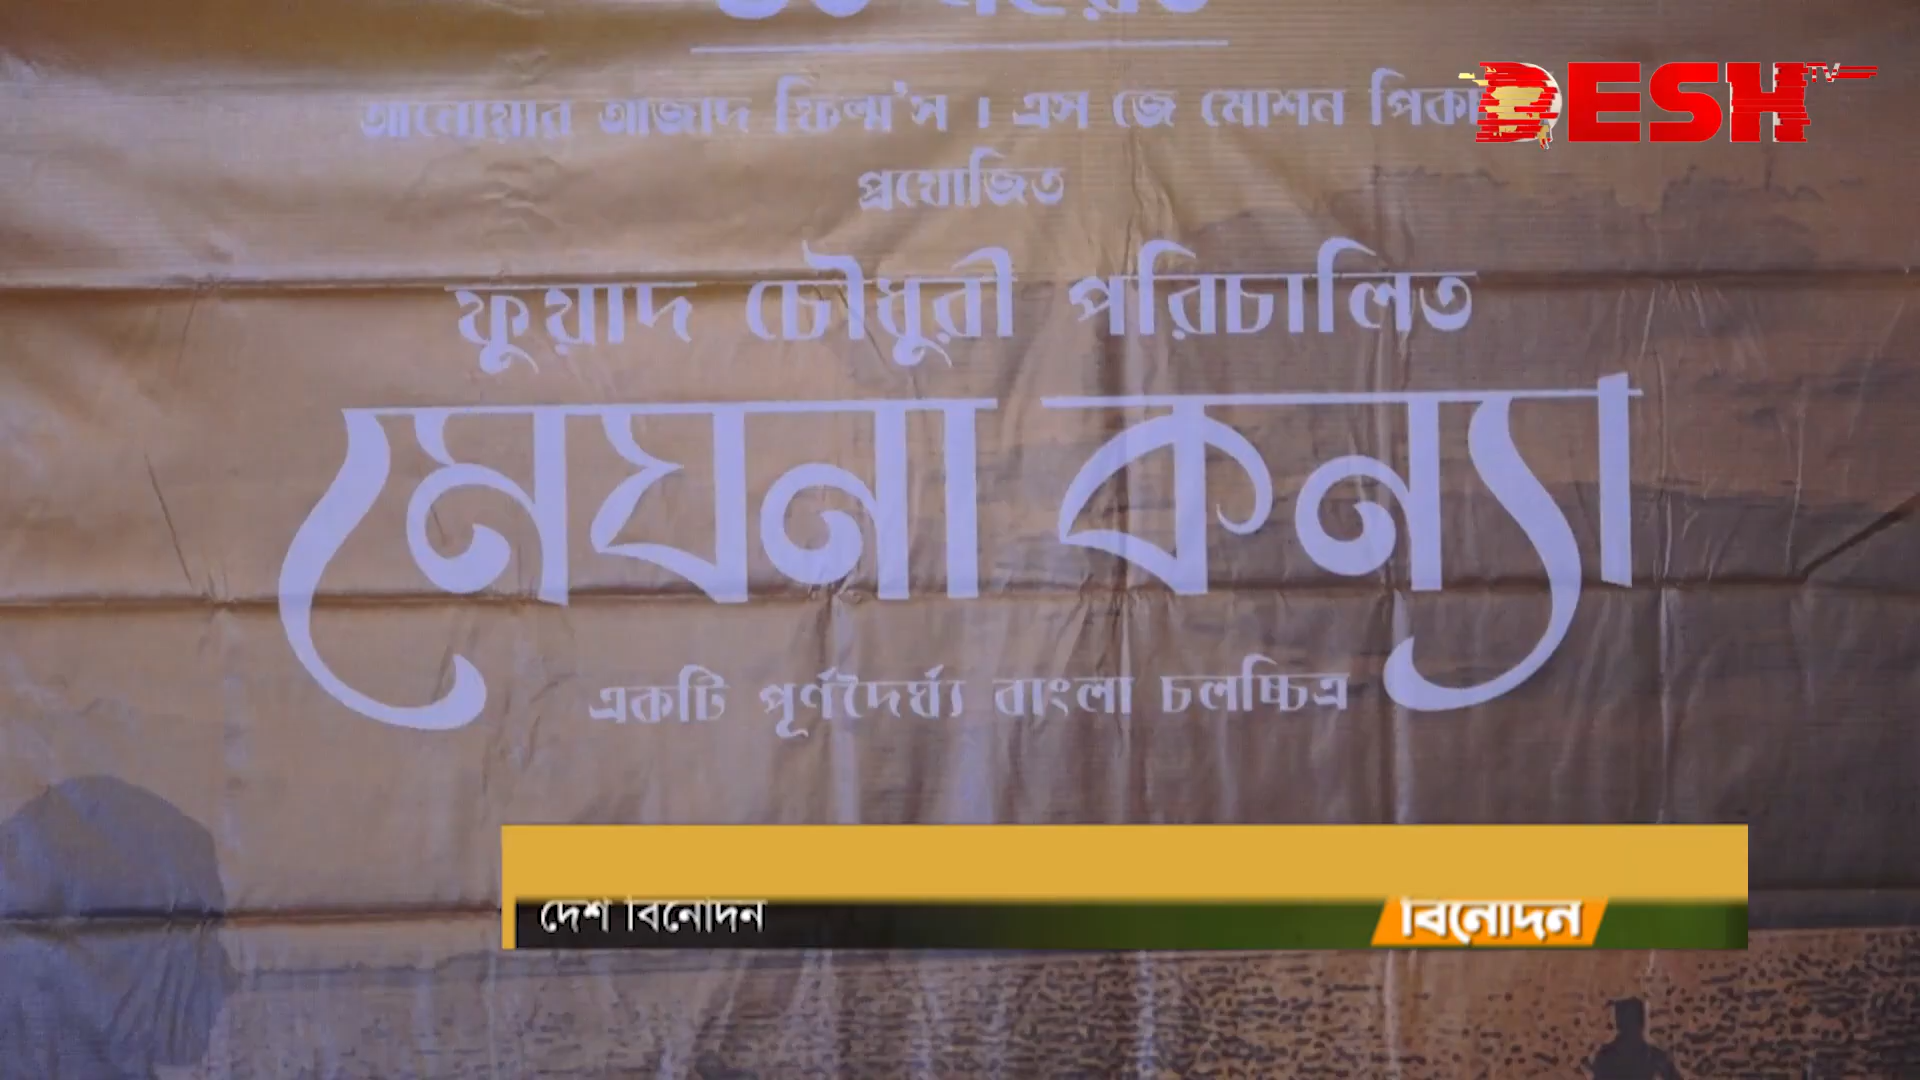 আনোয়ার আজাদ ফিল্ম'স । এস জে মোশন
DESH TV
প্রযোজিত
ফুয়াদ চৌধুরী পরিচালিত
মেঘনা কন্যা
একটি পূর্ণদৈর্ঘ্য বাংলা চলচ্চিত্র
দেশ বিনোদন
বিনোদন